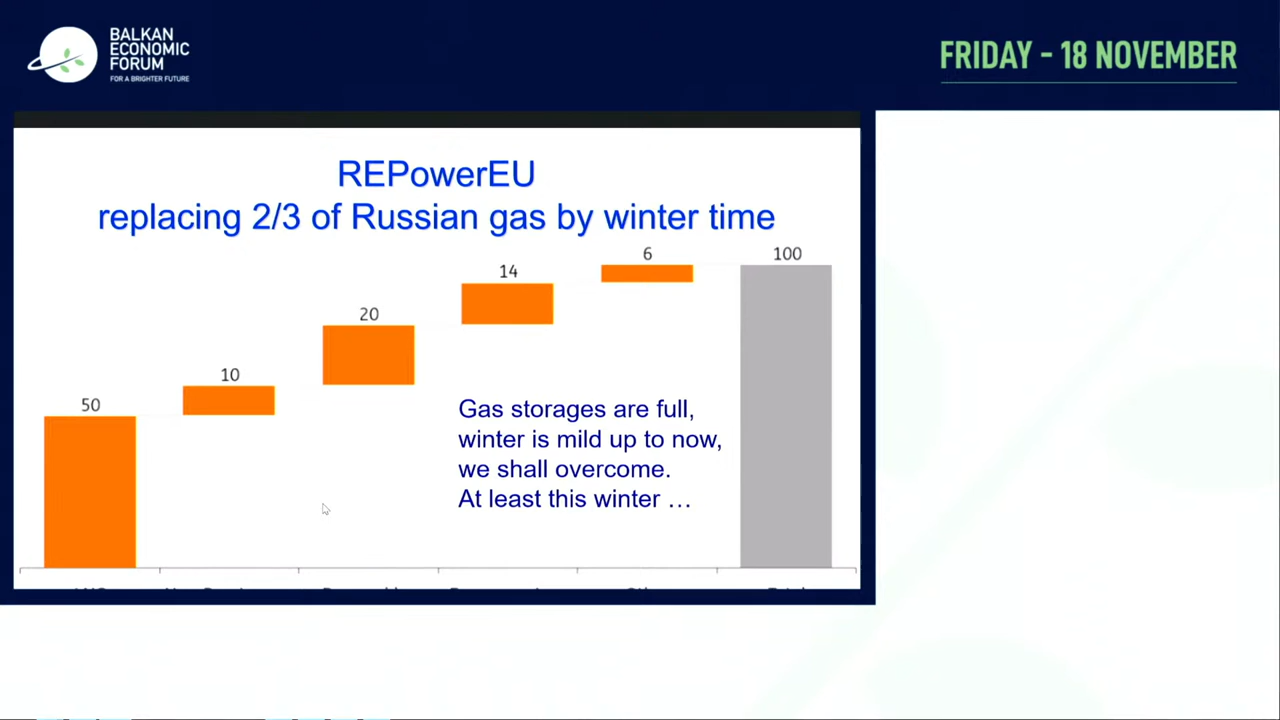 BALKAN
ECONOMIC
FORUM
FOR A BRIGHTER FUTURE
FRIDAY - 18 NOVEMBER
REPowerEU
replacing 2/3 of Russian gas by winter time
50
10
20
14
6
100
Gas storages are full,
winter is mild up to now,
we shall overcome.
At least this winter …